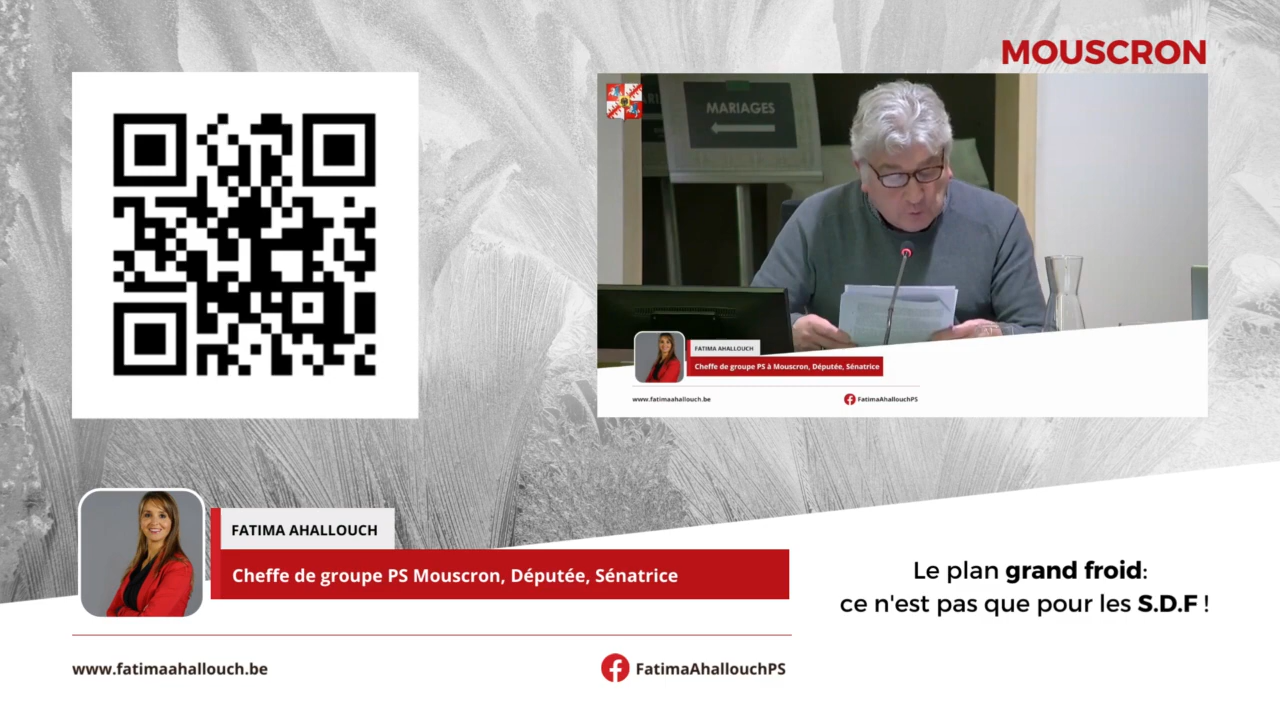 MOUSCRON
MARIAGES
FATIMA AHALLOUCH
Cheffe de groupe PS à Mouscron, Députée, Sénatrice
www.fatimaahallouch.be
FatimaAhallouchPS
FATIMA AHALLOUCH
Cheffe de groupe PS Mouscron, Députée, Sénatrice
Le plan grand froid:
ce n'est pas que pour les S.D.F !
www.fatimaahallouch.be
FatimaAhallouchPS